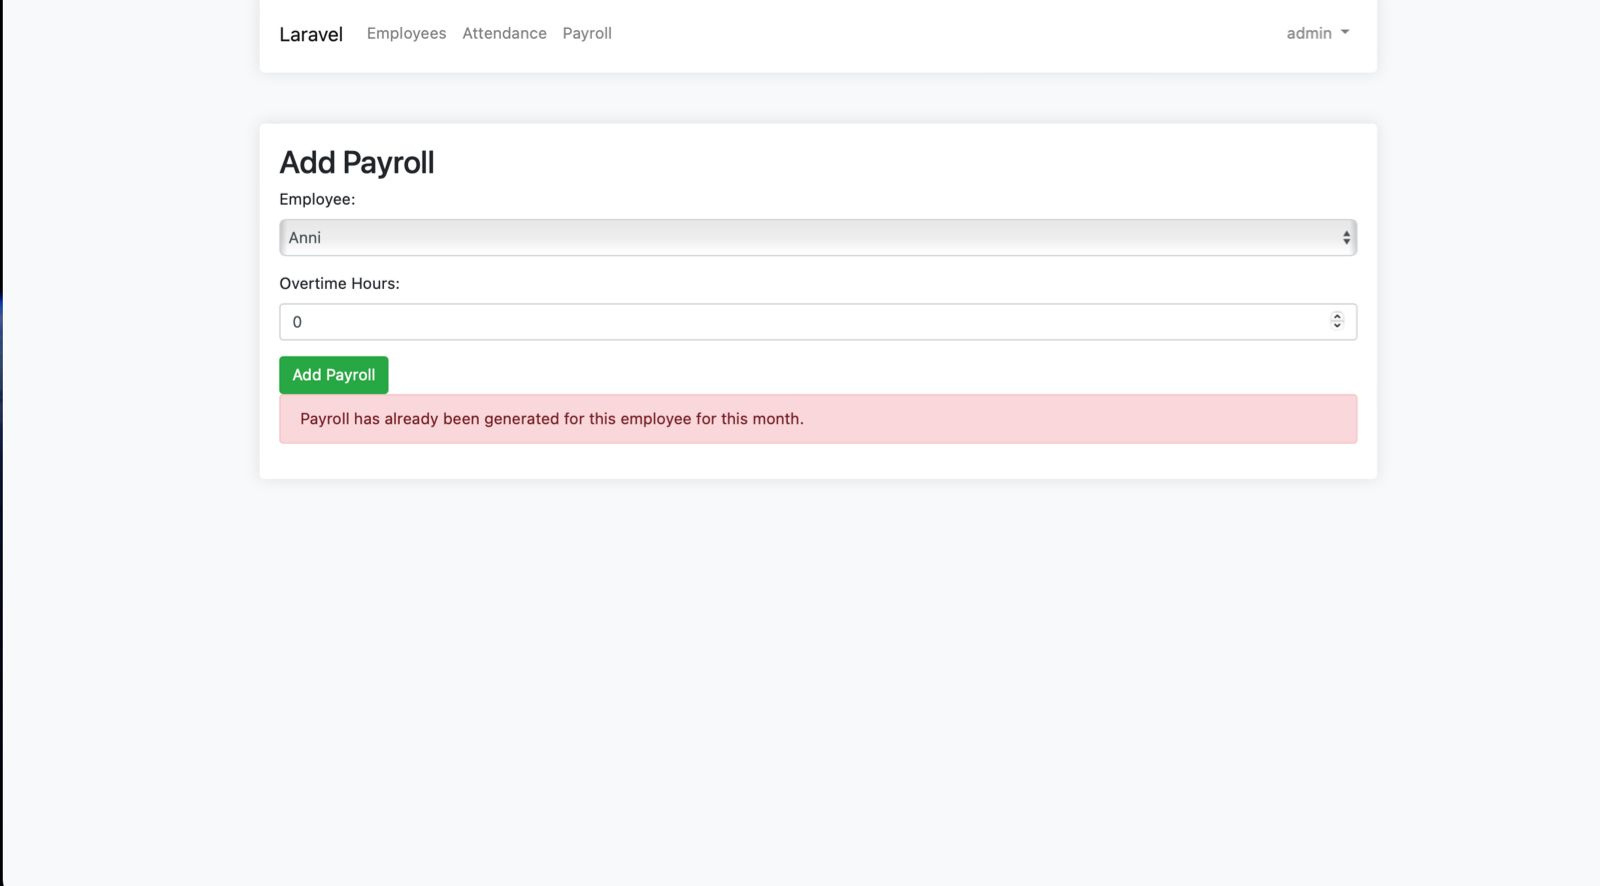 Laravel Employees Attendance Payroll admin
Add Payroll
Employee:
Anni
Overtime Hours:
0
Add Payroll
Payroll has already been generated for this employee for this month.